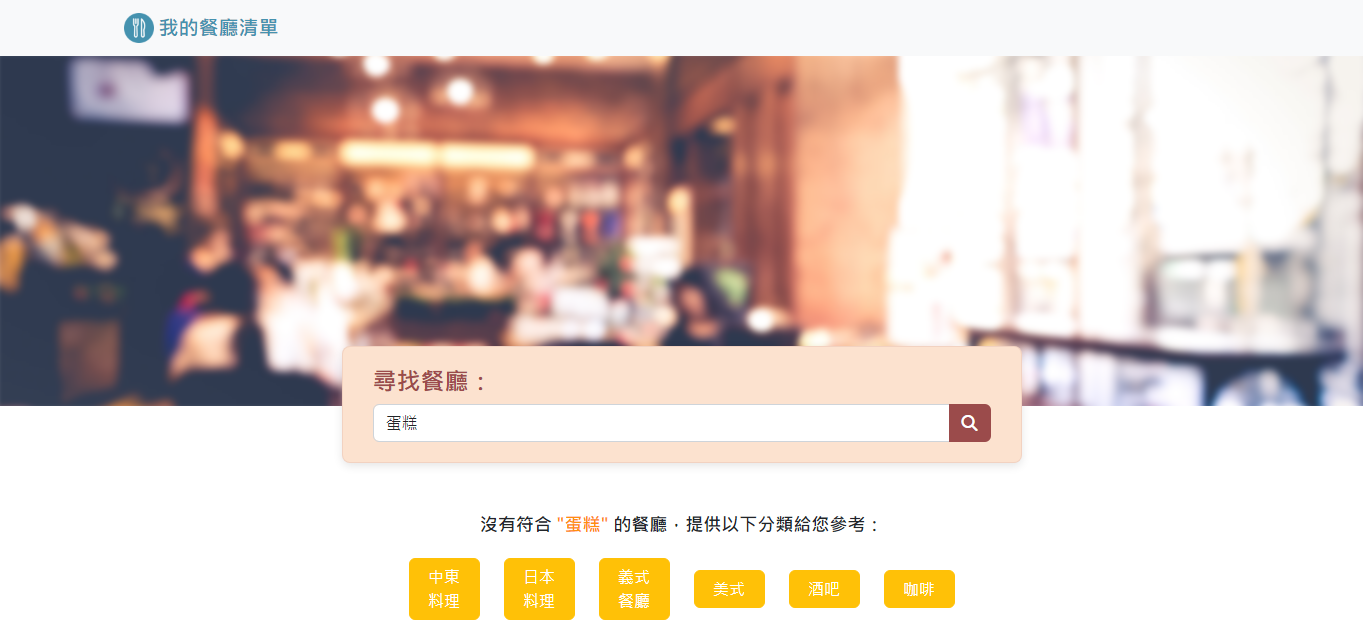 我的餐廳清單
尋找餐廳：
蛋糕
沒有符合 "蛋糕" 的餐廳，提供以下分類給您參考：
中東
料理
日本
料理
義式
餐廳
美式
酒吧
咖啡